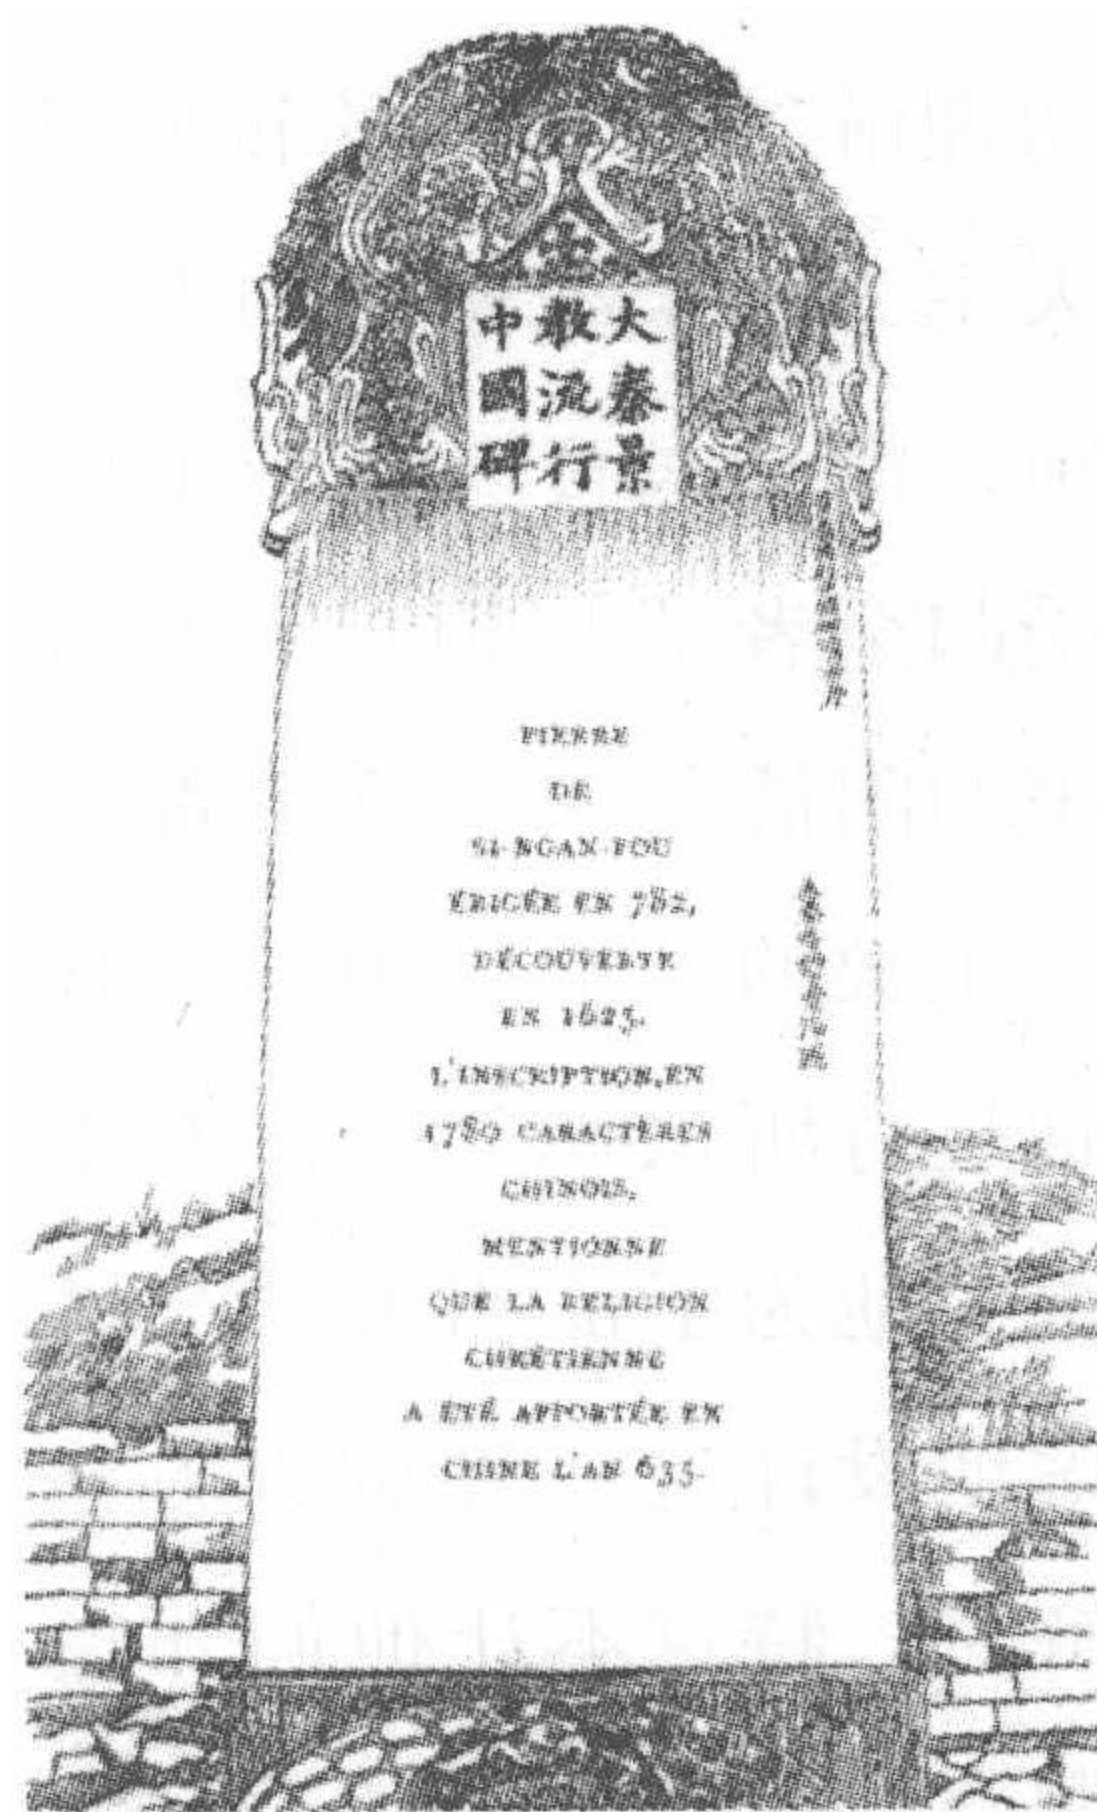 大秦景
教流行
中國碑
PIERRE
DE
SI-NGAN-FOU
ÉRIGÉE EN 782,
DÉCOUVERTE
EN 1625.
L'INSCRIPTION, EN
1780 CARACTÈRES
CHINOIS,
MENTIONNE
QUE LA RELIGION
CHRÉTIENNE
A ÉTÉ APPORTÉE EN
CHINE L'AN 635.